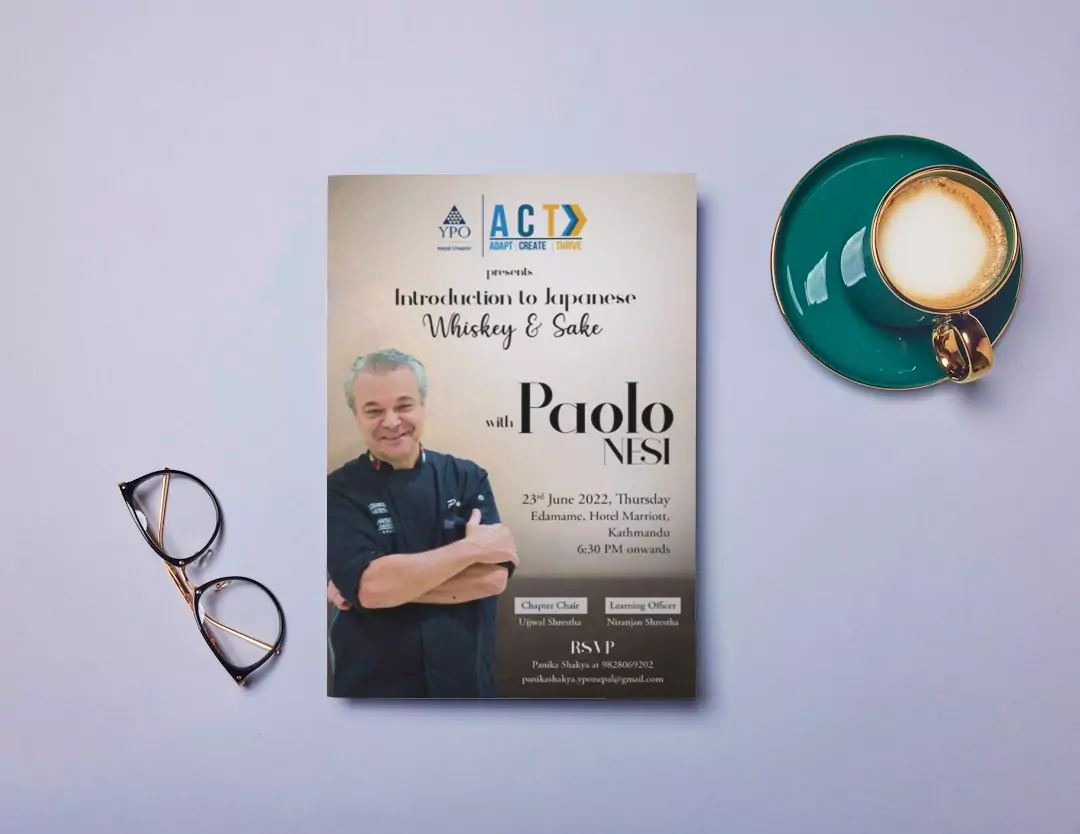 YPO
Nepal Chapter
ACT
ADAPT CREATE THRIVE
presents
Introduction to Japanese
Whiskey & Sake
with Paolo
NESI
23rd June 2022, Thursday
Edamame, Hotel Marriott,
Kathmandu
6:30 PM onwards
Chapter Chair
Ujjwal Shrestha
Learning Officer
Niranjan Shrestha
RSVP
Panika Shakya at 9828069202
panikashakya.yponepal@gmail.com